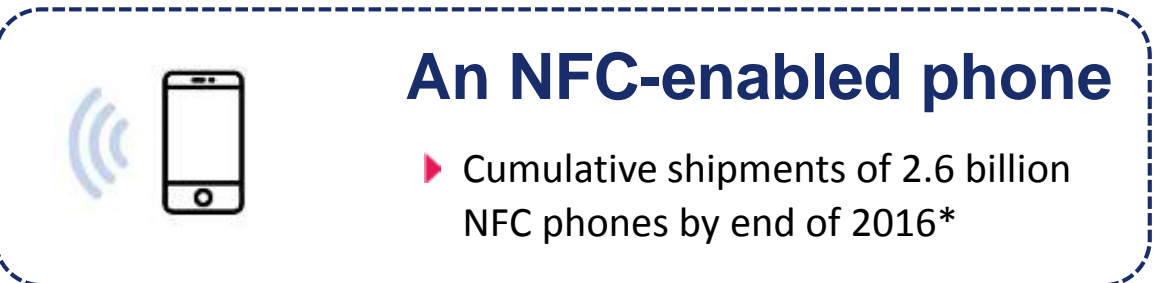 An NFC-enabled phone
Cumulative shipments of 2.6 billion
NFC phones by end of 2016*